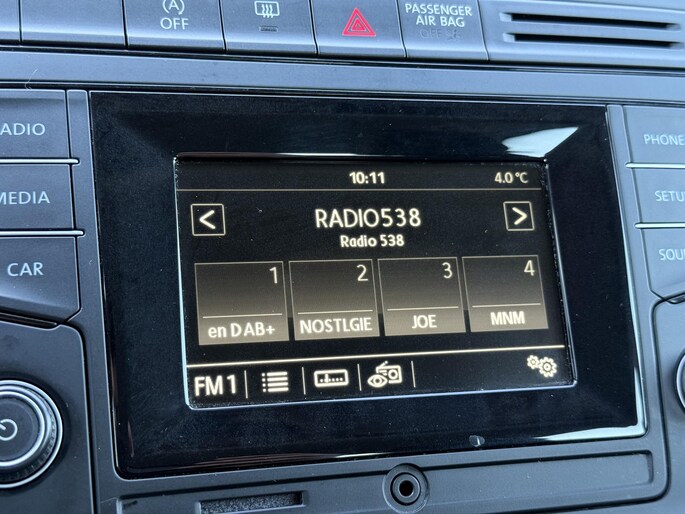 OFF
PASSENGER
AIR BAG
OFF
ADIO
MEDIA
CAR
PHONE
SETU
SOU
10:11
4.0 °C
< RADIO538 >
Radio 538
1 2 3 4
en DAB+ NOSTLGIE JOE MNM
FM1